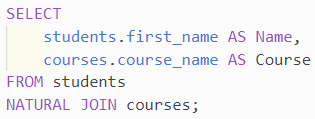 SELECT
    students.first_name AS Name,
    courses.course_name AS Course
FROM students
NATURAL JOIN courses;